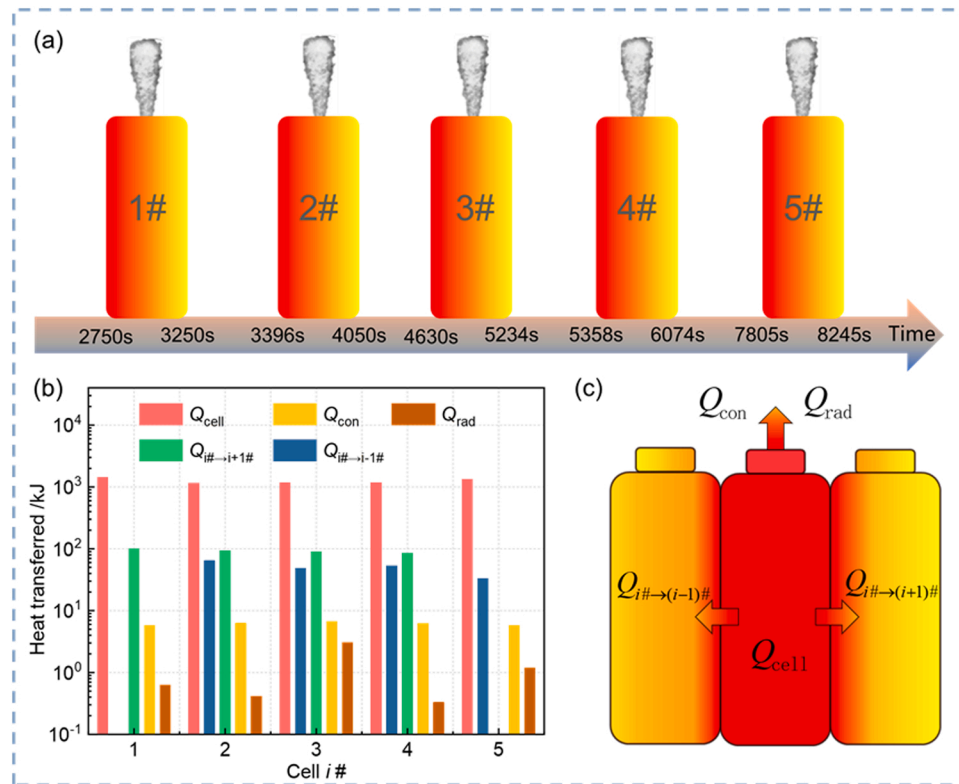 (a)
1# 2# 3# 4# 5#
2750s 3250s 3396s 4050s 4630s 5234s 5358s 6074s 7805s 8245s Time
(b)
Q_cell Q_con Q_rad
Q_i#→i+1# Q_i#→i-1#
10^4
10^3
10^2
10^1
10^0
10^-1
Heat transferred /kJ
1 2 3 4 5
Cell i #
(c)
Q_con Q_rad
Q_i#→(i−1)# Q_i#→(i+1)#
Q_cell